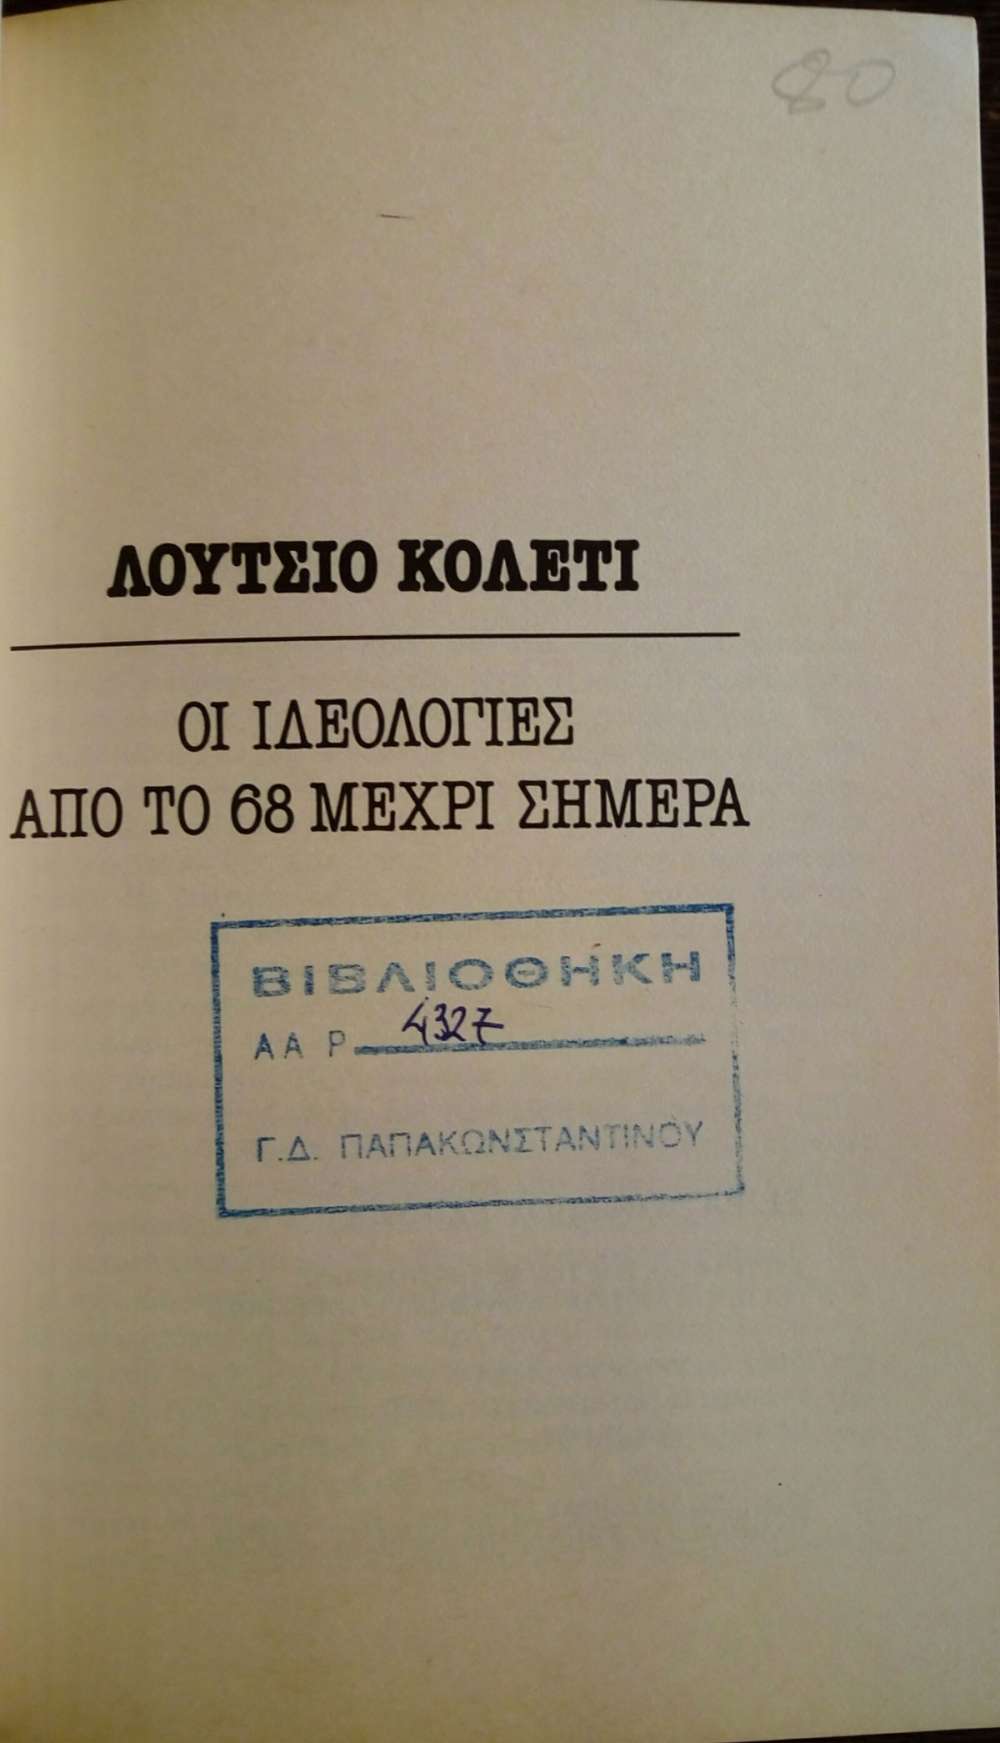 80
ΛΟΥΤΣΙΟ ΚΟΛΕΤΙ
ΟΙ ΙΔΕΟΛΟΓΙΕΣ
ΑΠΟ ΤΟ 68 ΜΕΧΡΙ ΣΗΜΕΡΑ
ΒΙΒΛΙΟΘΗΚΗ
ΑΑ Ρ 4327
Γ.Δ. ΠΑΠΑΚΩΝΣΤΑΝΤΙΝΟΥ